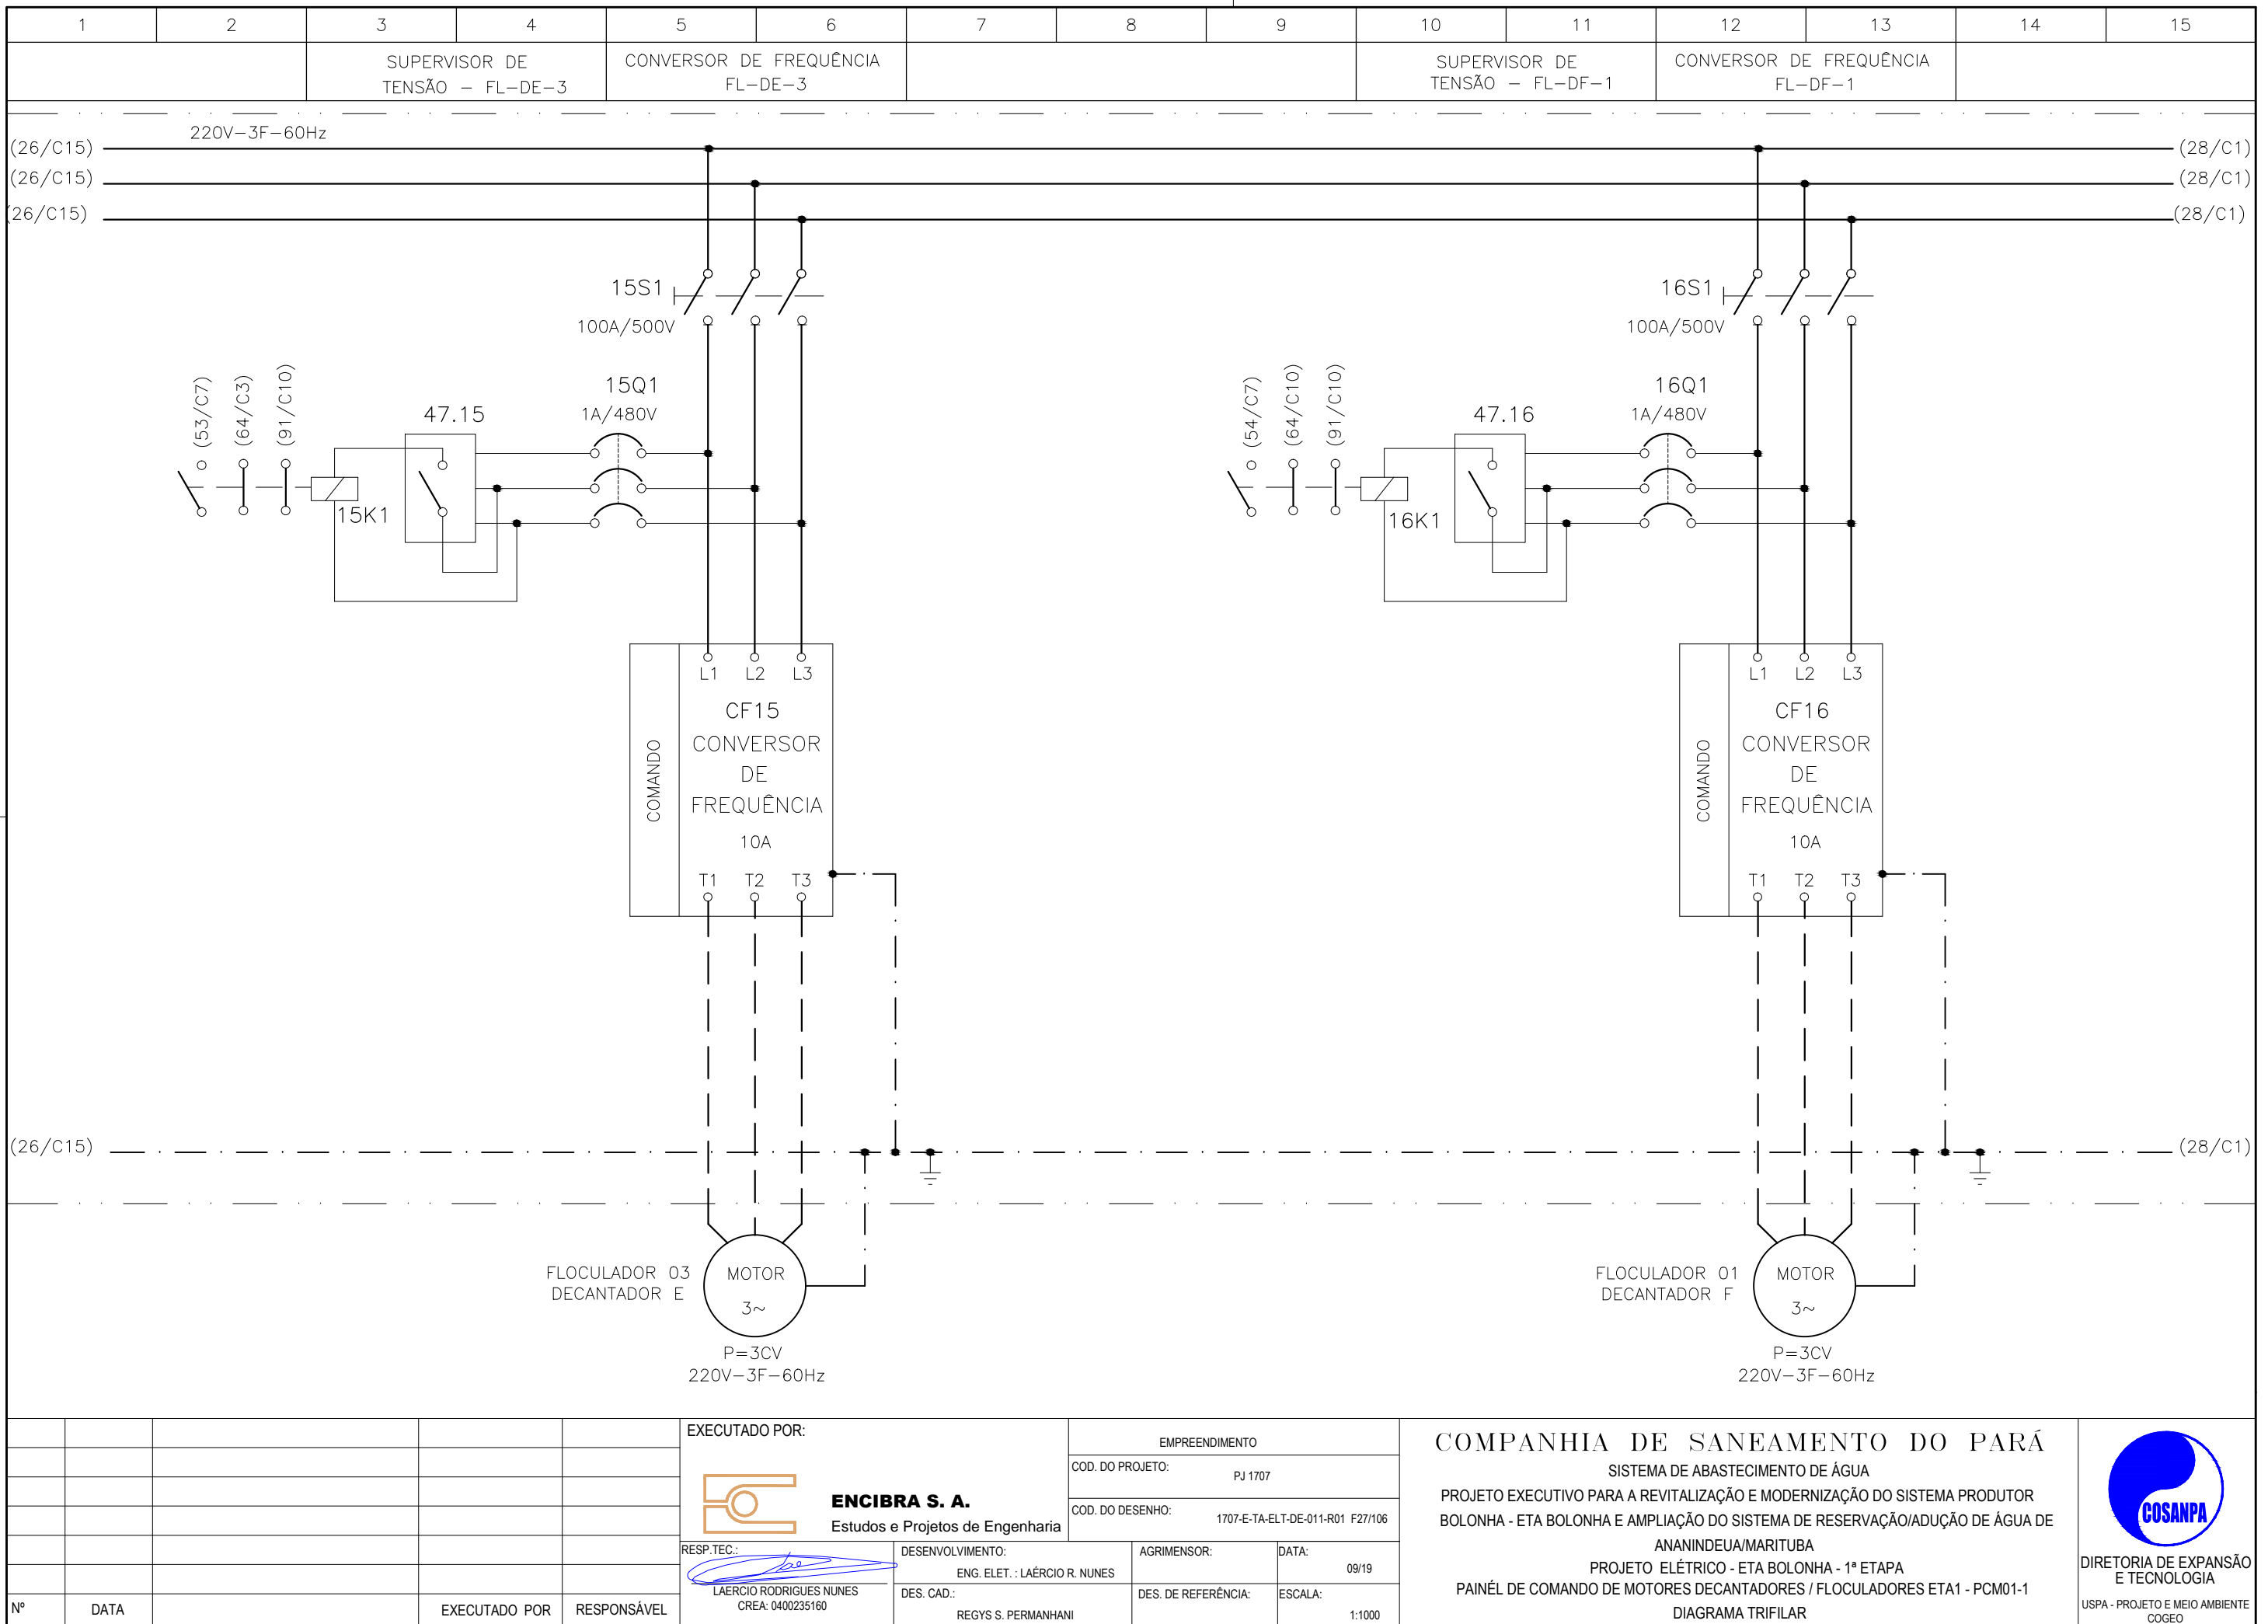 1 2 3 4 5 6 7 8 9 10 11 12 13 14 15
SUPERVISOR DE
TENSÃO – FL–DE–3
CONVERSOR DE FREQUÊNCIA
FL–DE–3
SUPERVISOR DE
TENSÃO – FL–DF–1
CONVERSOR DE FREQUÊNCIA
FL–DF–1
220V–3F–60Hz
(26/C15)
(28/C1)
(26/C15)
(28/C1)
(26/C15)
(28/C1)
15S1
100A/500V
16S1
100A/500V
(53/C7)
(64/C3)
(91/C10)
47.15
15Q1
1A/480V
15K1
(54/C7)
(64/C10)
(91/C10)
47.16
16Q1
1A/480V
16K1
L1 L2 L3
CF15
CONVERSOR
DE
FREQUÊNCIA
10A
T1 T2 T3
COMANDO
L1 L2 L3
CF16
CONVERSOR
DE
FREQUÊNCIA
10A
T1 T2 T3
COMANDO
(26/C15)
(28/C1)
FLOCULADOR 03
DECANTADOR E
MOTOR
3~
P=3CV
220V–3F–60Hz
FLOCULADOR 01
DECANTADOR F
MOTOR
3~
P=3CV
220V–3F–60Hz
Nº DATA EXECUTADO POR RESPONSÁVEL
EXECUTADO POR:
ENCIBRA S. A.
Estudos e Projetos de Engenharia
EMPREENDIMENTO
COD. DO PROJETO:
PJ 1707
COD. DO DESENHO:
1707-E-TA-ELT-DE-011-R01 F27/106
RESP.TEC.:
LAERCIO RODRIGUES NUNES
CREA: 0400235160
DESENVOLVIMENTO:
ENG. ELET. : LAÉRCIO R. NUNES
AGRIMENSOR:
DATA:
09/19
DES. CAD.:
REGYS S. PERMANHANI
DES. DE REFERÊNCIA:
ESCALA:
1:1000
COMPANHIA DE SANEAMENTO DO PARÁ
SISTEMA DE ABASTECIMENTO DE ÁGUA
PROJETO EXECUTIVO PARA A REVITALIZAÇÃO E MODERNIZAÇÃO DO SISTEMA PRODUTOR
BOLONHA - ETA BOLONHA E AMPLIAÇÃO DO SISTEMA DE RESERVAÇÃO/ADUÇÃO DE ÁGUA DE
ANANINDEUA/MARITUBA
PROJETO ELÉTRICO - ETA BOLONHA - 1ª ETAPA
PAINÉL DE COMANDO DE MOTORES DECANTADORES / FLOCULADORES ETA1 - PCM01-1
DIAGRAMA TRIFILAR
COSANPA
DIRETORIA DE EXPANSÃO
E TECNOLOGIA
USPA - PROJETO E MEIO AMBIENTE
COGEO